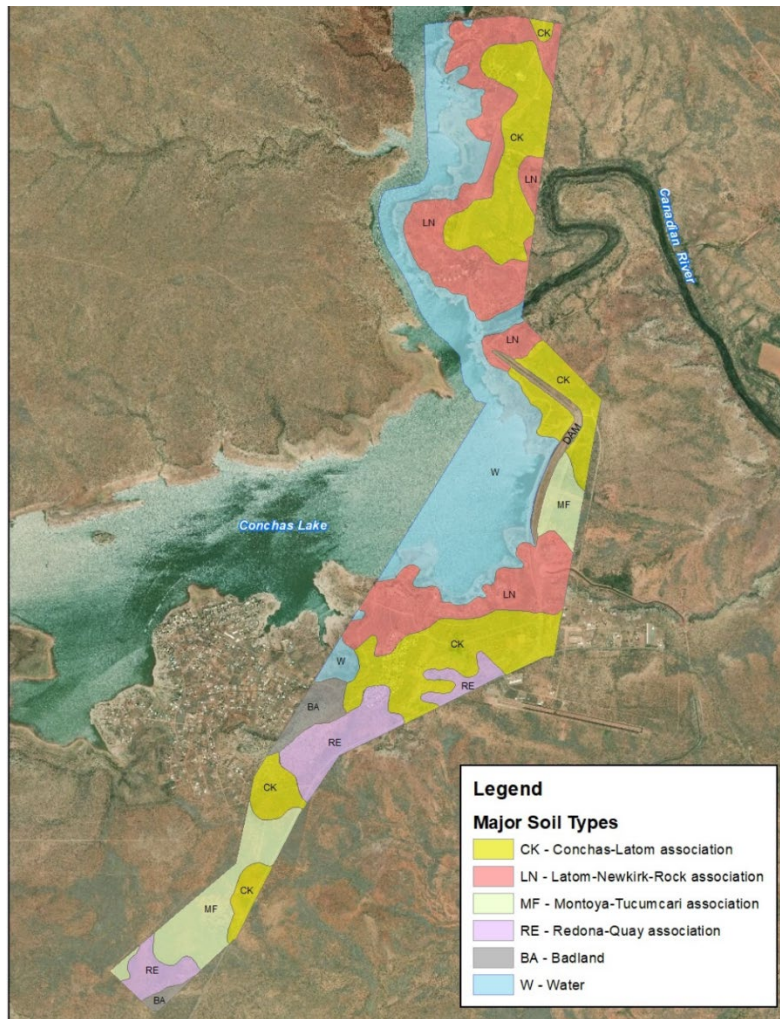 CK
CK
LN
LN
Canadian River
LN
CK
DAM
W
MF
Conchas Lake
LN
CK
W
RE
BA
RE
CK
CK
MF
RE
BA
Legend
Major Soil Types
CK - Conchas-Latom association
LN - Latom-Newkirk-Rock association
MF - Montoya-Tucumcari association
RE - Redona-Quay association
BA - Badland
W - Water